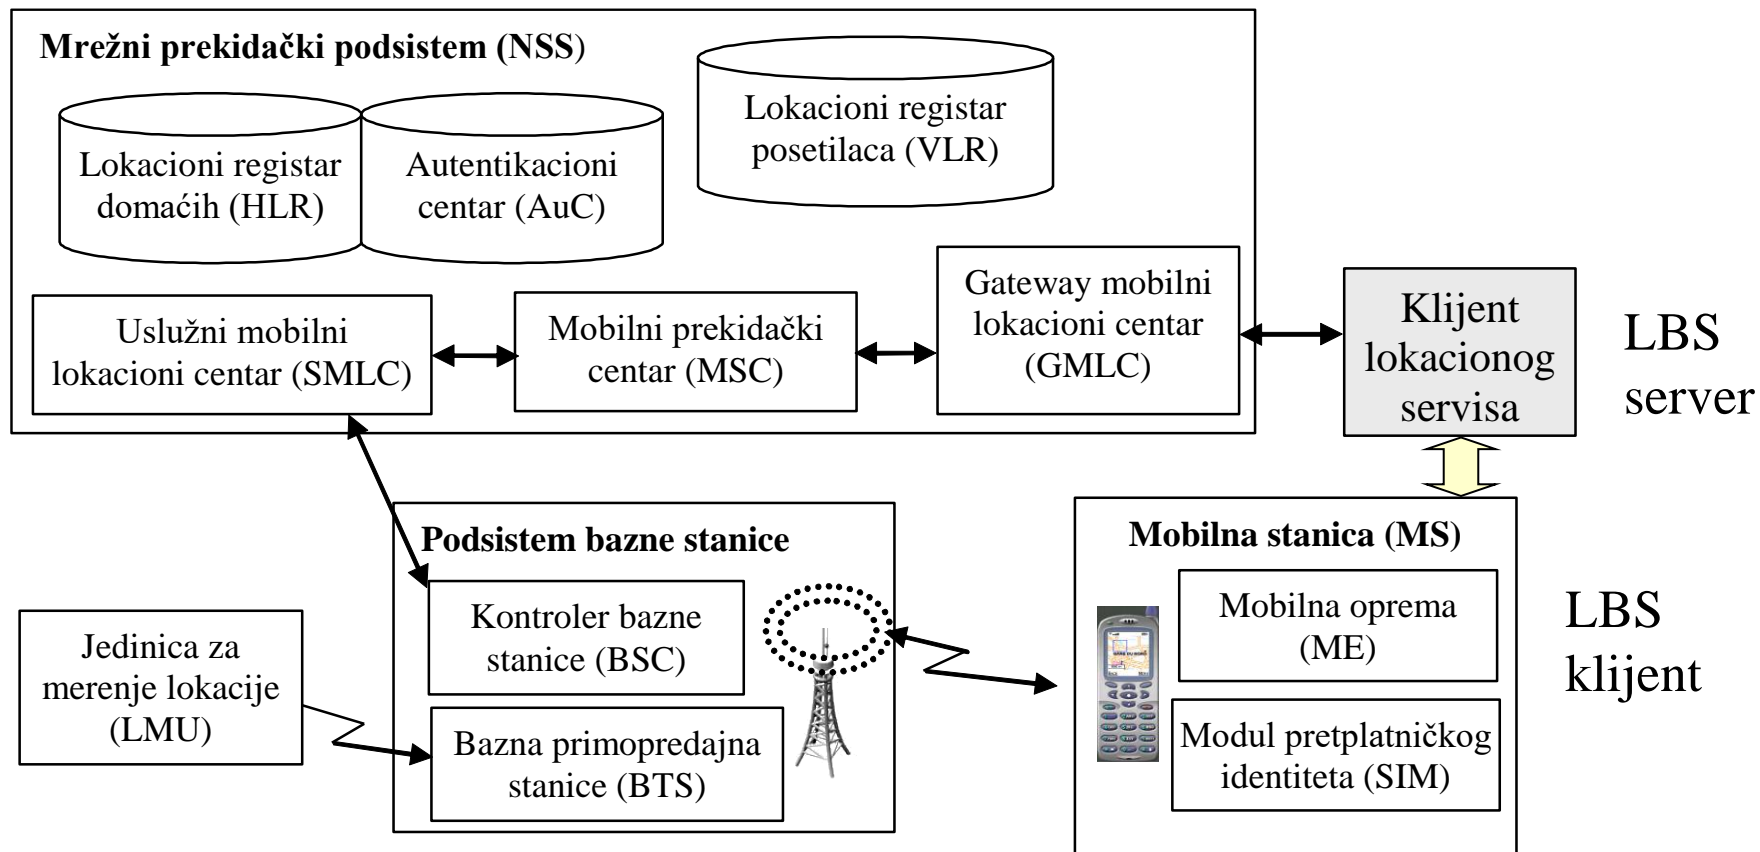 Mrežni prekidački podsistem (NSS)
Lokacioni registar
posetilaca (VLR)
Lokacioni registar
domaćih (HLR)
Autentikacioni
centar (AuC)
Uslužni mobilni
lokacioni centar (SMLC)
Mobilni prekidački
centar (MSC)
Gateway mobilni
lokacioni centar
(GMLC)
Klijent
lokacionog
servisa
LBS
server
Podsistem bazne stanice
Kontroler bazne
stanice (BSC)
Bazna primopredajna
stanice (BTS)
Jedinica za
merenje lokacije
(LMU)
Mobilna stanica (MS)
Mobilna oprema
(ME)
Modul pretplatničkog
identiteta (SIM)
LBS
klijent